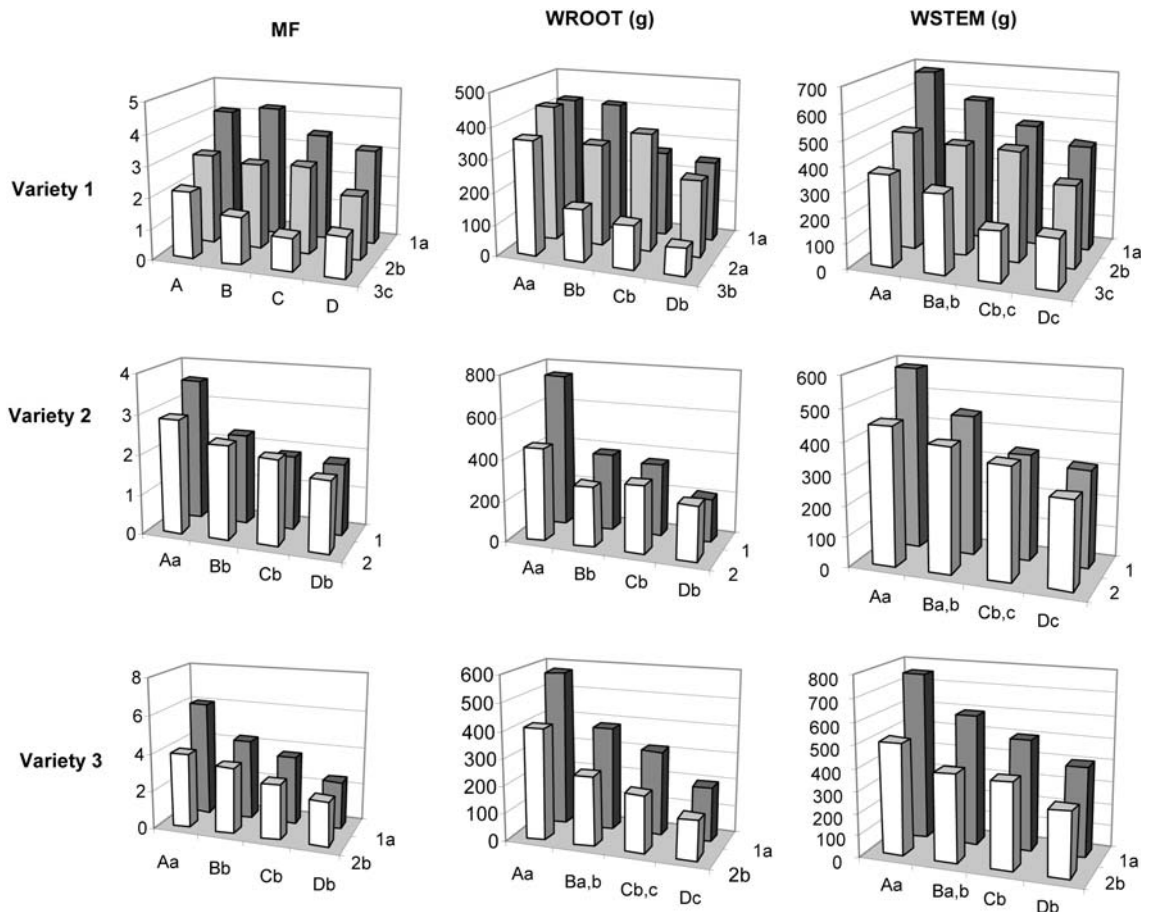 MF
WROOT (g)
WSTEM (g)
Variety 1
5
4
3
2
1
0
A
B
C
D
1a
2b
3c
500
400
300
200
100
0
Aa
Bb
Cb
Db
1a
2a
3b
700
600
500
400
300
200
100
0
Aa
Ba,b
Cb,c
Dc
1a
2b
3c
Variety 2
4
3
2
1
0
Aa
Bb
Cb
Db
1
2
800
600
400
200
0
Aa
Bb
Cb
Db
1
2
600
500
400
300
200
100
0
Aa
Ba,b
Cb,c
Dc
1
2
Variety 3
8
6
4
2
0
Aa
Bb
Cb
Db
1a
2b
600
500
400
300
200
100
0
Aa
Ba,b
Cb,c
Dc
1a
2b
800
700
600
500
400
300
200
100
0
Aa
Ba,b
Cb
Db
1a
2b